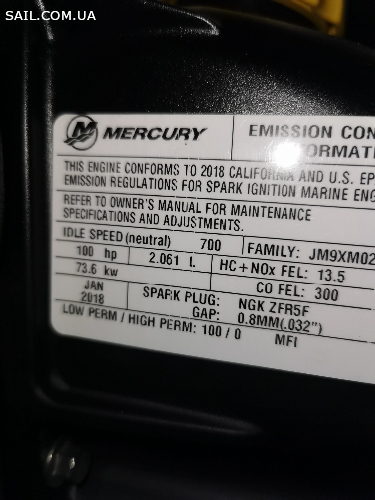 SAIL.COM.UA
MERCURY
EMISSION CON
FORMATI
THIS ENGINE CONFORMS TO 2018 CALIFORNIA AND U.S. EP
EMISSION REGULATIONS FOR SPARK IGNITION MARINE ENG
REFER TO OWNER'S MANUAL FOR MAINTENANCE
SPECIFICATIONS AND ADJUSTMENTS.
IDLE SPEED (neutral) 700 FAMILY: JM9XM02
100 hp 2.061 l. HC+NOx FEL: 13.5
73.6 kw CO FEL: 300
JAN 2018 SPARK PLUG: NGK ZFR5F
GAP: 0.8MM(.032")
LOW PERM / HIGH PERM: 100 / 0 MFI